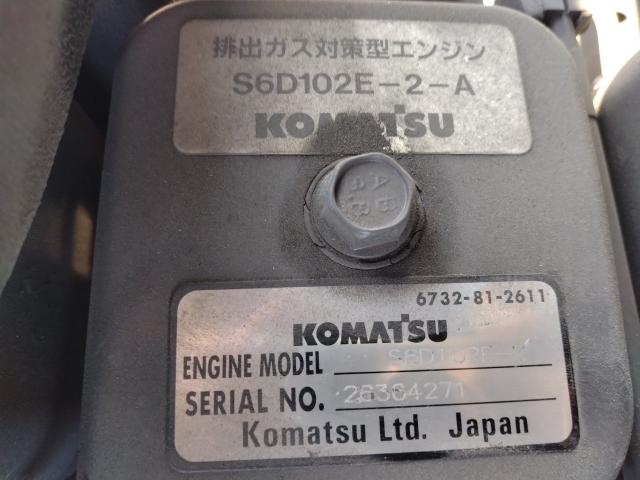 排出ガス対策型エンジン
S6D102E-2-A
KOMATSU
6732-81-2611
KOMATSU
ENGINE MODEL
SERIAL NO. 26364271
Komatsu Ltd. Japan